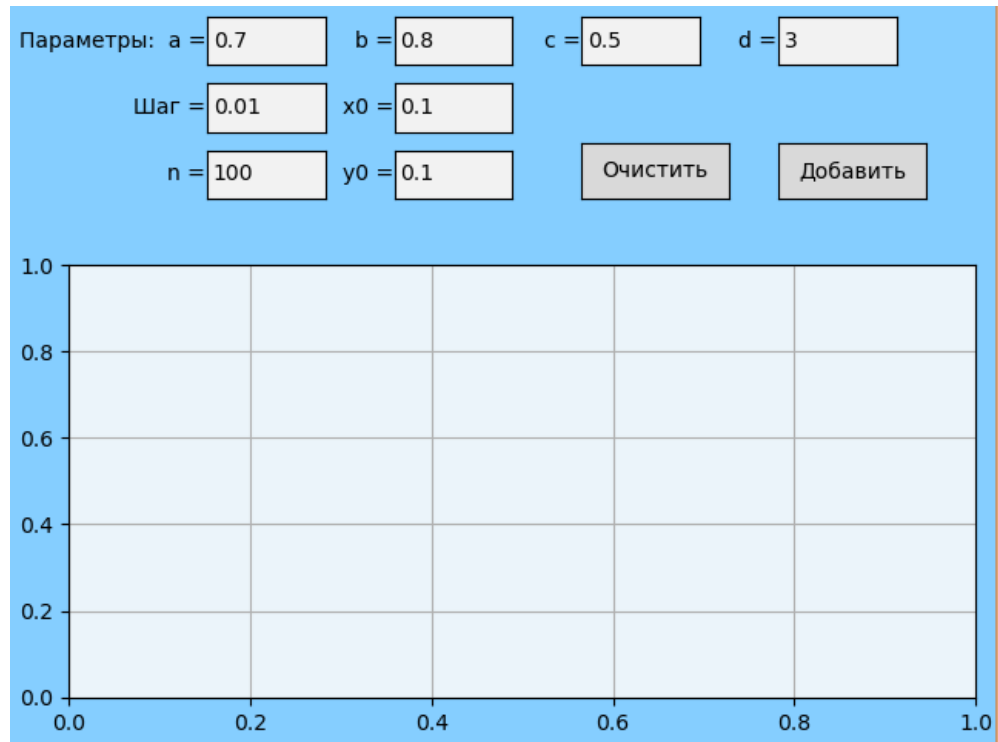 Параметры: a = 0.7 b = 0.8 c = 0.5 d = 3
Шаг = 0.01 x0 = 0.1
n = 100 y0 = 0.1 Очистить Добавить
1.0
0.8
0.6
0.4
0.2
0.0
0.0 0.2 0.4 0.6 0.8 1.0